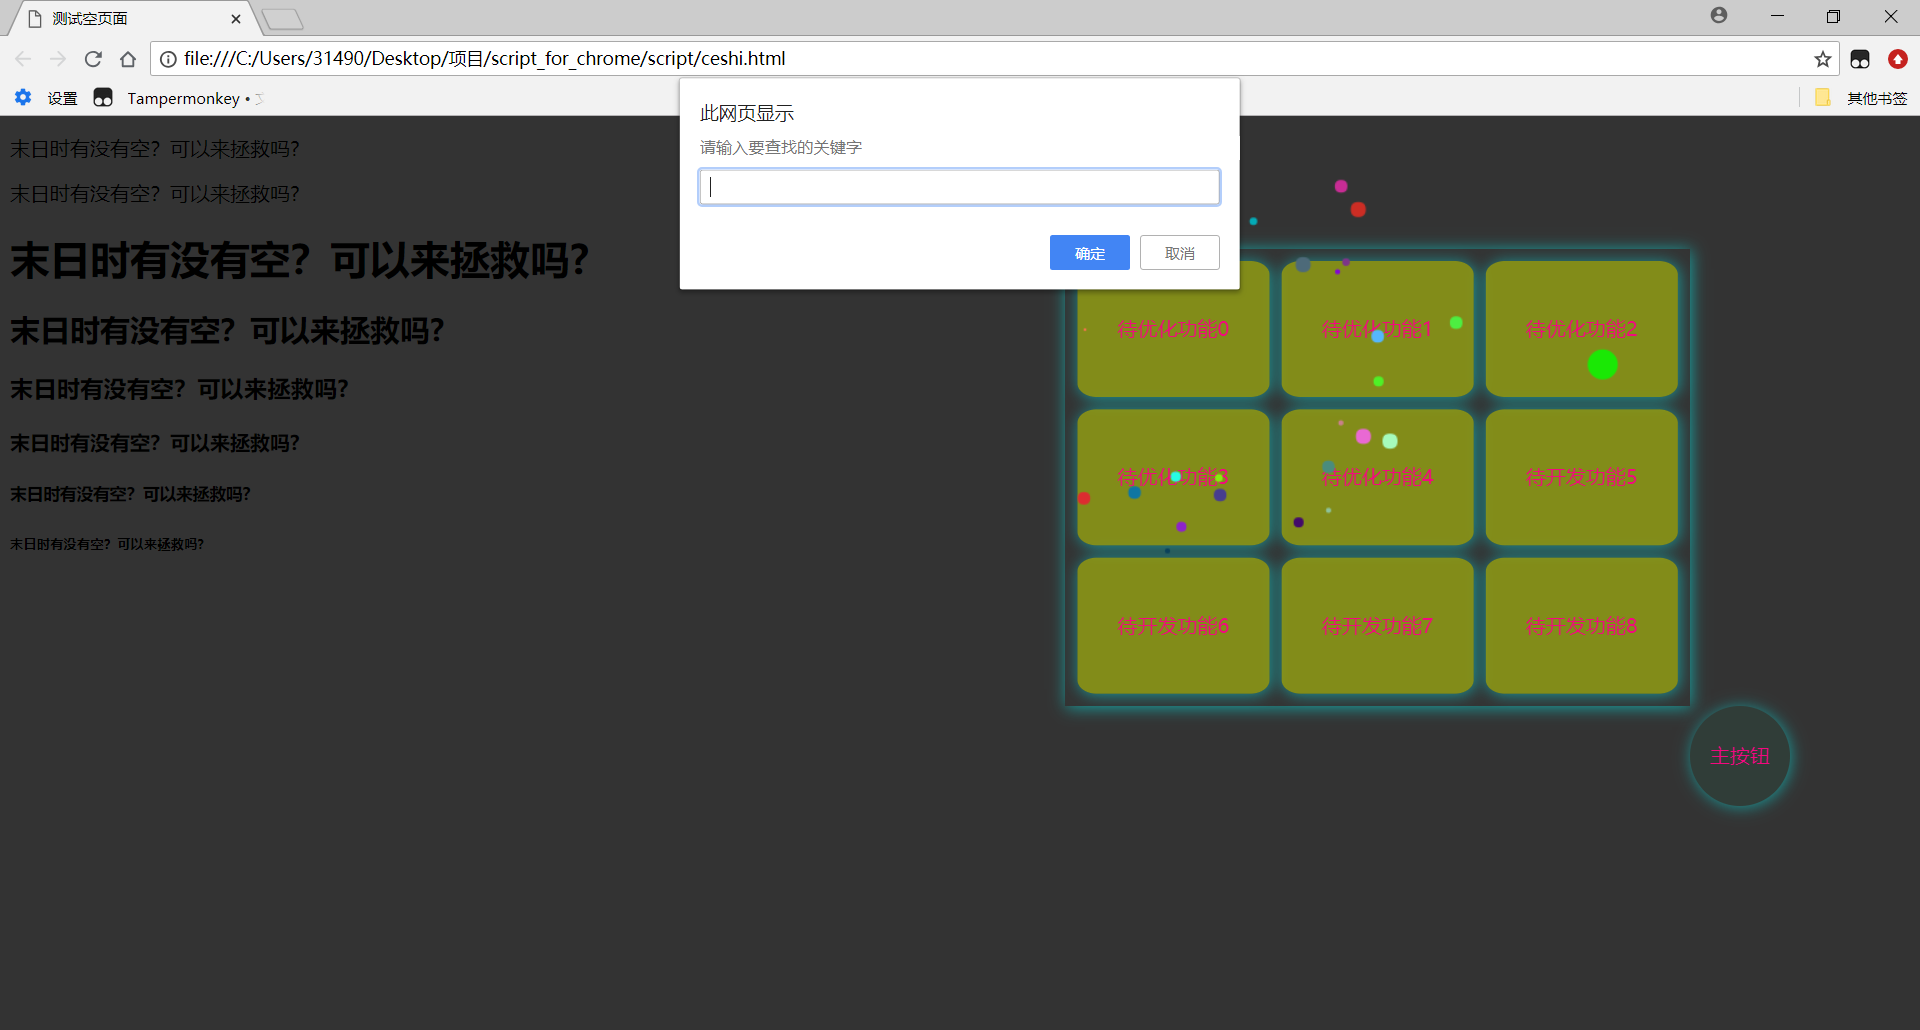 测试空页面
file:///C:/Users/31490/Desktop/项目/script_for_chrome/script/ceshi.html
设置
Tampermonkey •
其他书签
此网页显示
请输入要查找的关键字
确定
取消
末日时有没有空？可以来拯救吗?
末日时有没有空？可以来拯救吗?
末日时有没有空？可以来拯救吗?
末日时有没有空？可以来拯救吗?
末日时有没有空？可以来拯救吗?
末日时有没有空？可以来拯救吗?
末日时有没有空？可以来拯救吗?
末日时有没有空？可以来拯救吗?
待优化功能0
待优化功能1
待优化功能2
待优化功能3
待优化功能4
待开发功能5
待开发功能6
待开发功能7
待开发功能8
主按钮